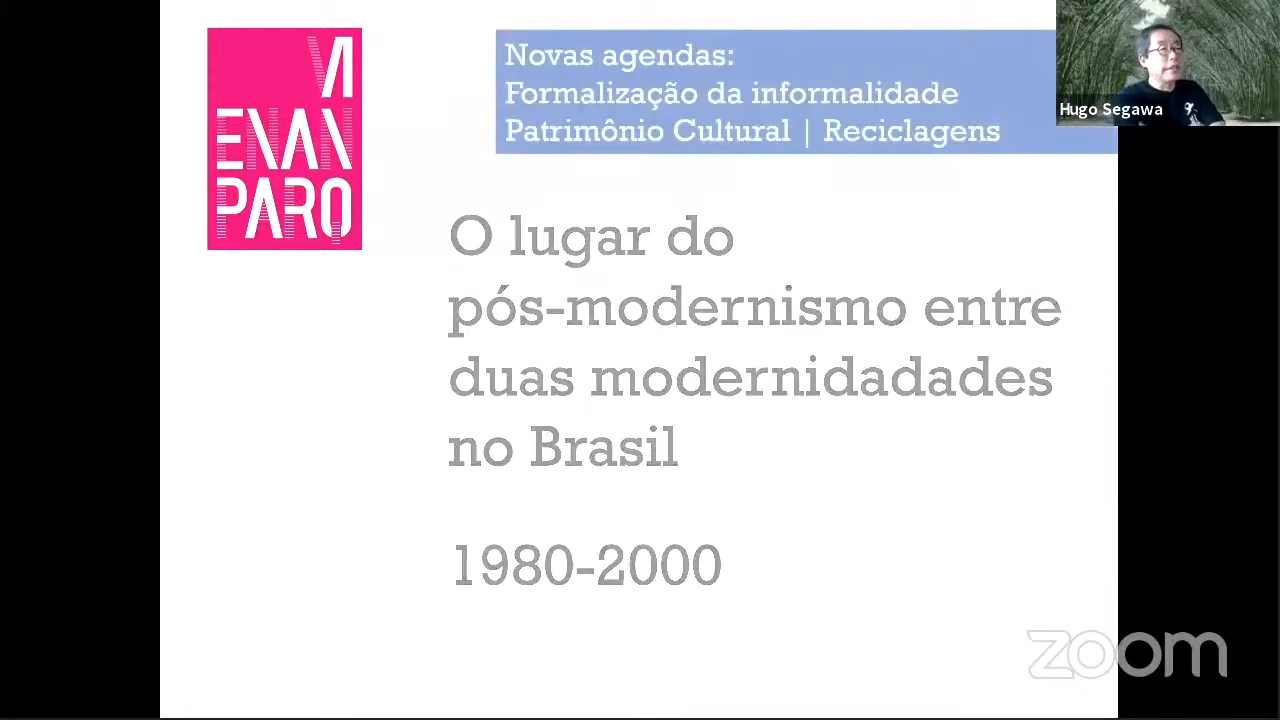 VI
ENAN
PARQ
Novas agendas:
Formalização da informalidade
Patrimônio Cultural | Reciclagens
Hugo Segawa
O lugar do
pós-modernismo entre
duas modernidadades
no Brasil
1980-2000
zoom